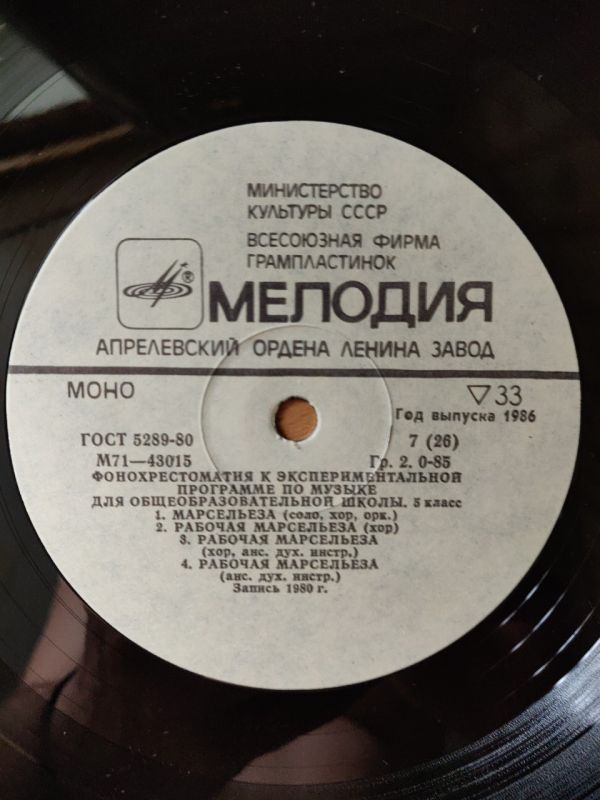 МИНИСТЕРСТВО
КУЛЬТУРЫ СССР
ВСЕСОЮЗНАЯ ФИРМА
ГРАМПЛАСТИНОК
®
МЕЛОДИЯ
АПРЕЛЕВСКИЙ ОРДЕНА ЛЕНИНА ЗАВОД
МОНО ▽ 33
Год выпуска 1986
ГОСТ 5289-80 7 (26)
М71—43015 Гр. 2. 0-85
ФОНОХРЕСТОМАТИЯ К ЭКСПЕРИМЕНТАЛЬНОЙ
ПРОГРАММЕ ПО МУЗЫКЕ
ДЛЯ ОБЩЕОБРАЗОВАТЕЛЬНОЙ ШКОЛЫ. 5 класс
1. МАРСЕЛЬЕЗА (соло, хор, орк.)
2. РАБОЧАЯ МАРСЕЛЬЕЗА (хор)
3. РАБОЧАЯ МАРСЕЛЬЕЗА
(хор, анс. дух. инстр.)
4. РАБОЧАЯ МАРСЕЛЬЕЗА
(анс. дух. инстр.)
Запись 1980 г.